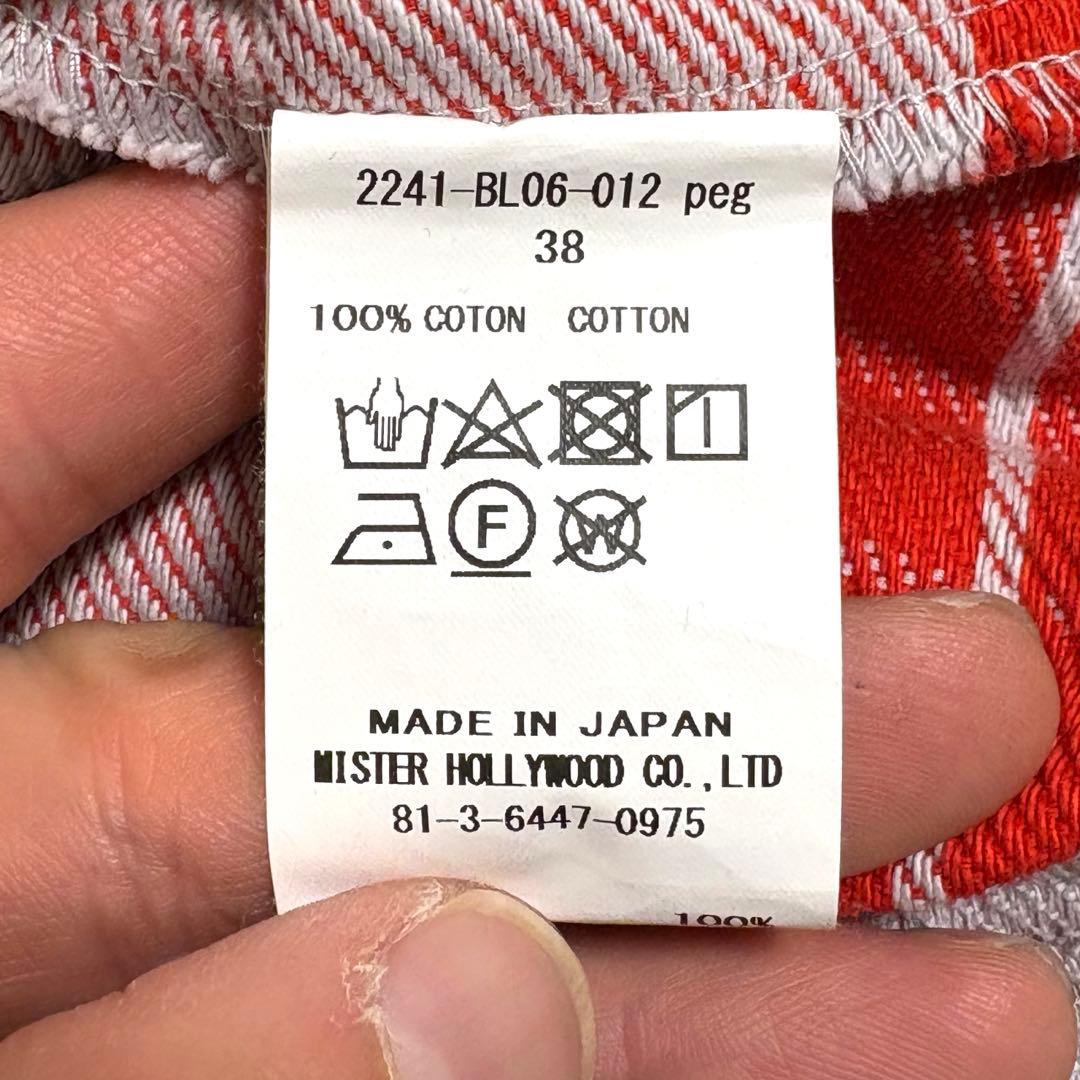 2241-BL06-012 peg
38
100% COTON COTTON
F
W
MADE IN JAPAN
MISTER HOLLYWOOD CO.,LTD
81-3-6447-0975
100%